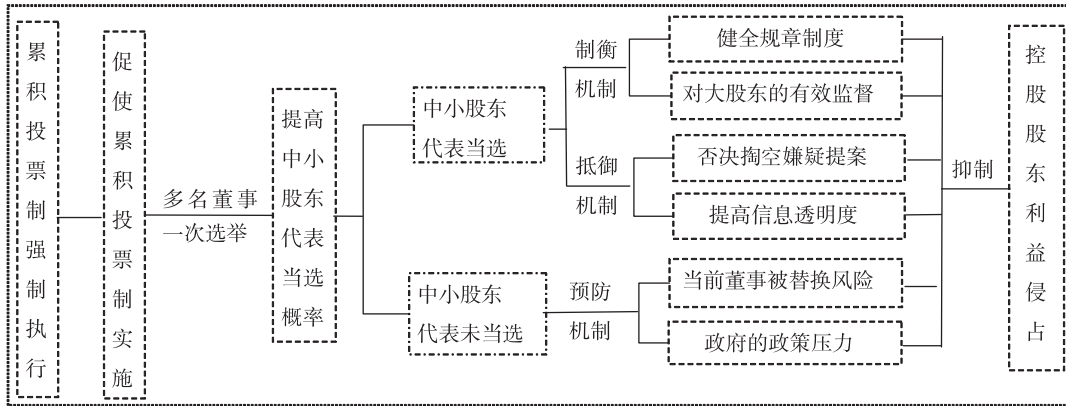 累积投票制强制执行
促使累积投票制实施
多名董事
一次选举
提高
中小
股东
代表
当选
概率
中小股东
代表当选
制衡
机制
健全规章制度
对大股东的有效监督
抵御
机制
否决掏空嫌疑提案
提高信息透明度
中小股东
代表未当选
预防
机制
当前董事被替换风险
政府的政策压力
抑制
控股股东利益侵占